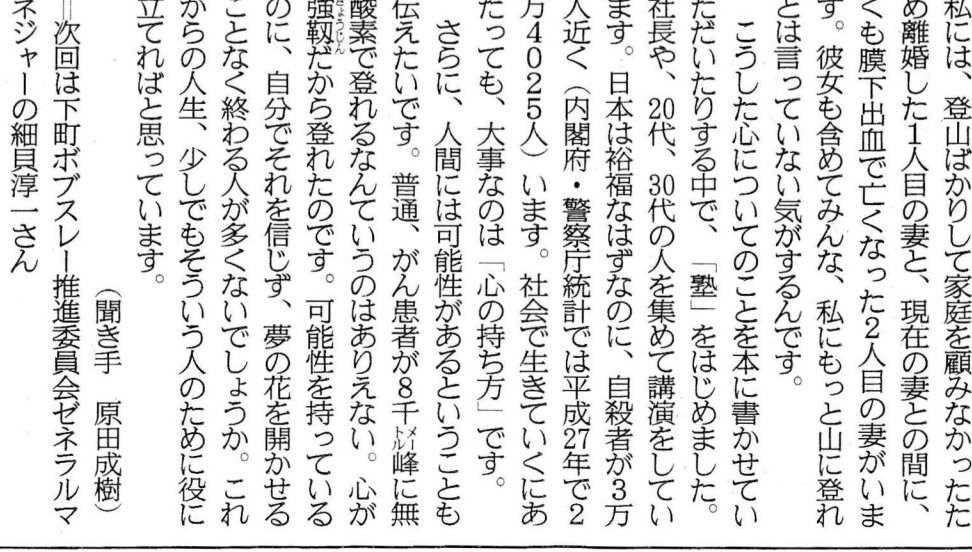 私には、登山ばかりして家庭を顧みなかったた
め離婚した1人目の妻と、現在の妻との間に、
くも膜下出血で亡くなった2人目の妻がいま
す。彼女も含めてみんな、私にもっと山に登れ
とは言っていない気がするんです。
こうした心についてのことを本に書かせてい
ただいたりする中で、「塾」をはじめました。
社長や、20代、30代の人を集めて講演をしてい
ます。日本は裕福なはずなのに、自殺者が3万
人近く(内閣府・警察庁統計では平成27年で2
万4025人)います。社会で生きていくにあ
たっても、大事なのは「心の持ち方」です。
さらに、人間には可能性があるということも
伝えたいです。普通、がん患者が8千メートル峰に無
酸素で登れるなんていうのはありえない。心が
強靱きょうじんだから登れたのです。可能性を持っている
のに、自分でそれを信じず、夢の花を開かせる
ことなく終わる人が多くないでしょうか。これ
からの人生、少しでもそういう人のために役に
立てればと思っています。
(聞き手 原田成樹)
=次回は下町ボブスレー推進委員会ゼネラルマ
ネジャーの細貝淳一さん